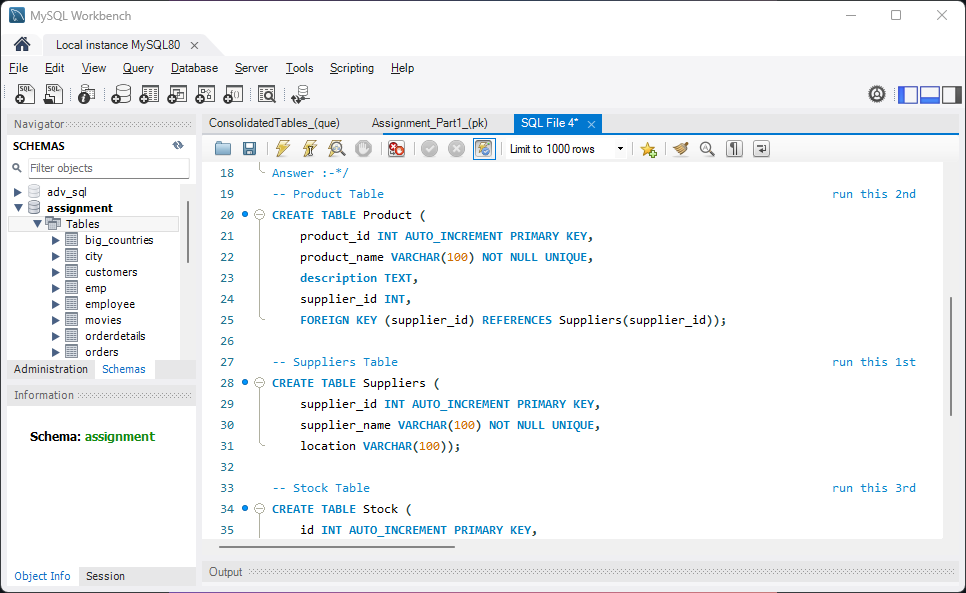 MySQL Workbench
Local instance MySQL80
File Edit View Query Database Server Tools Scripting Help
Navigator
SCHEMAS
Filter objects
adv_sql
assignment
Tables
big_countries
city
customers
emp
employee
movies
orderdetails
orders
Administration Schemas
Information
Schema: assignment
Object Info Session
ConsolidatedTables_(que) Assignment_Part1_(pk) SQL File 4*
Limit to 1000 rows
18 Answer :-*/
19 -- Product Table run this 2nd
20 CREATE TABLE Product (
21 product_id INT AUTO_INCREMENT PRIMARY KEY,
22 product_name VARCHAR(100) NOT NULL UNIQUE,
23 description TEXT,
24 supplier_id INT,
25 FOREIGN KEY (supplier_id) REFERENCES Suppliers(supplier_id));
26
27 -- Suppliers Table run this 1st
28 CREATE TABLE Suppliers (
29 supplier_id INT AUTO_INCREMENT PRIMARY KEY,
30 supplier_name VARCHAR(100) NOT NULL UNIQUE,
31 location VARCHAR(100));
32
33 -- Stock Table run this 3rd
34 CREATE TABLE Stock (
35 id INT AUTO_INCREMENT PRIMARY KEY,
Output